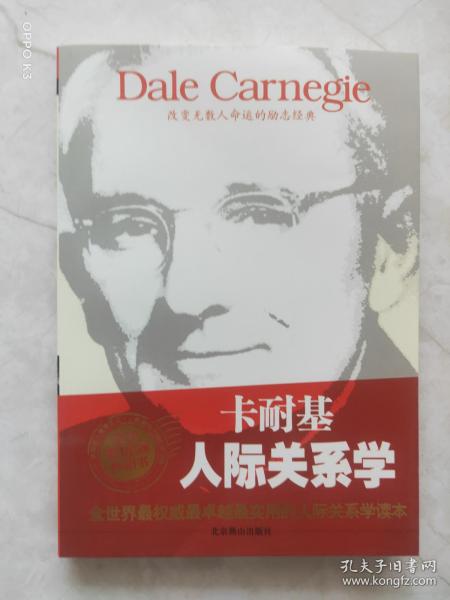 OPPO K3
Dale Carnegie
改变无数人命运的励志经典
卡耐基
人际关系学
全世界最权威最卓越最实用的人际关系学读本
北京燕山出版社
孔夫子旧书网
www.kongfz.com